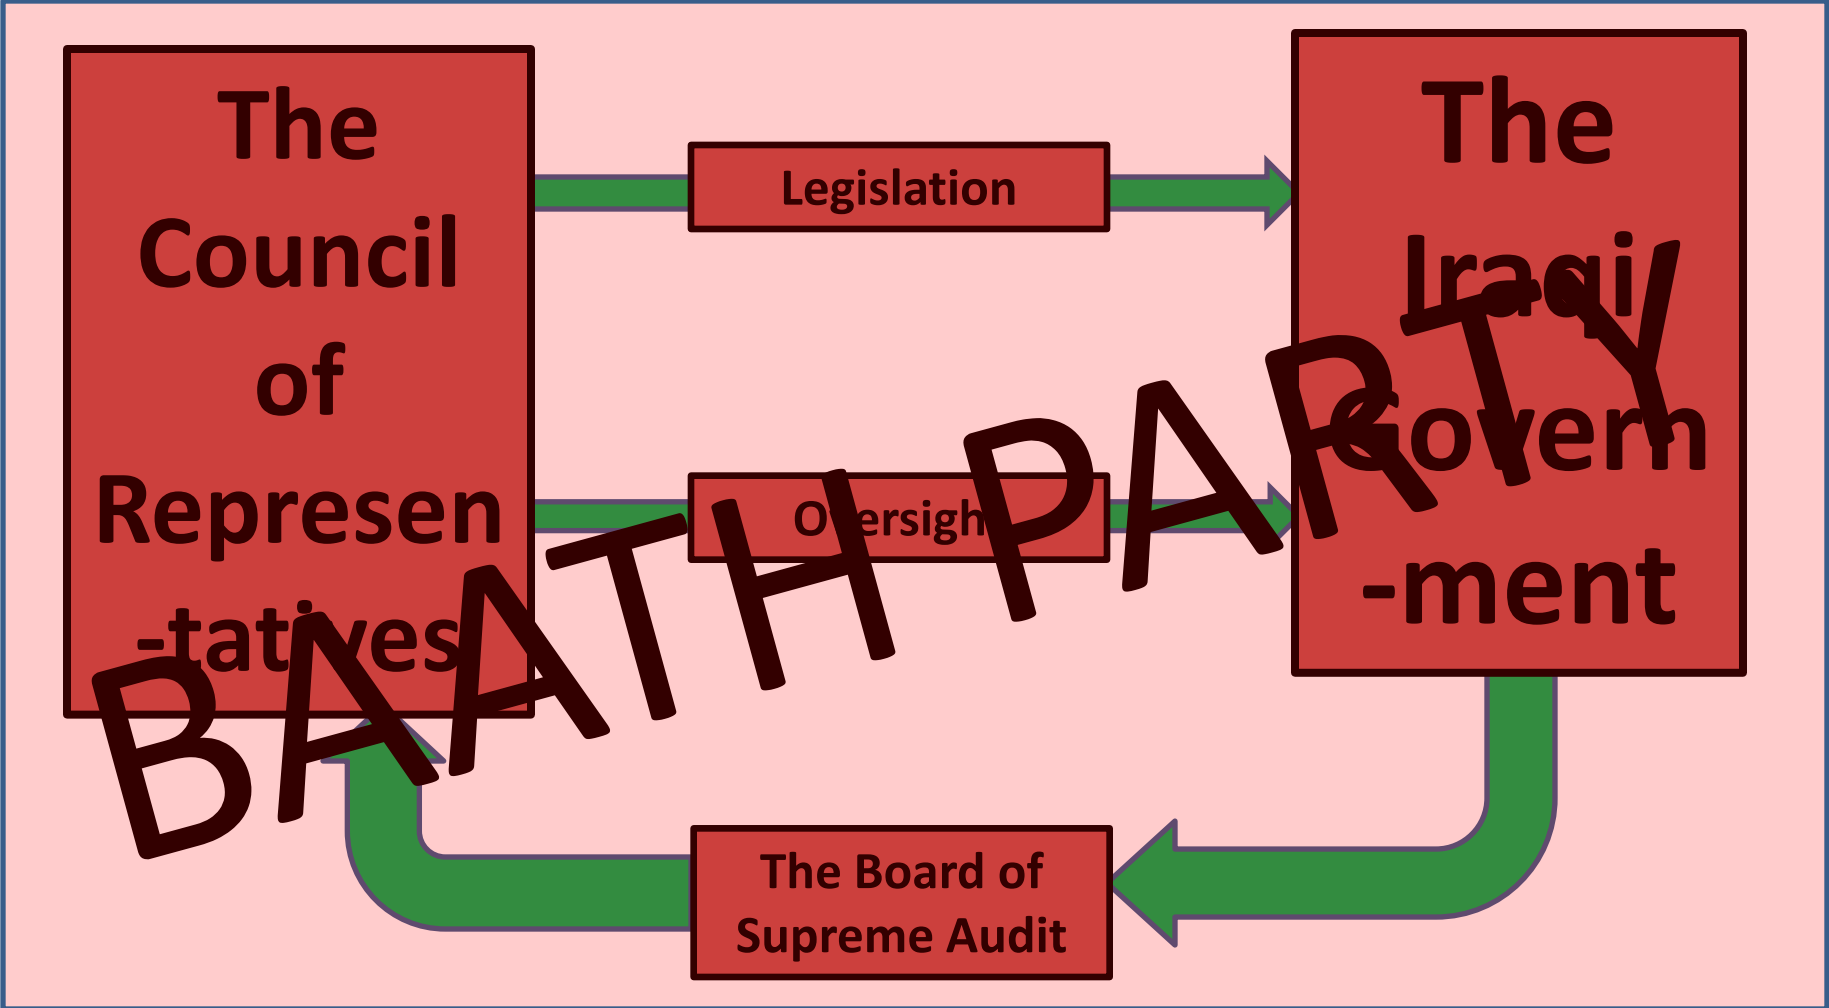 The
Council
of
Represen
-tatives
Legislation
Oversight
The
Iraqi
Govern
-ment
BAATH PARTY
The Board of
Supreme Audit